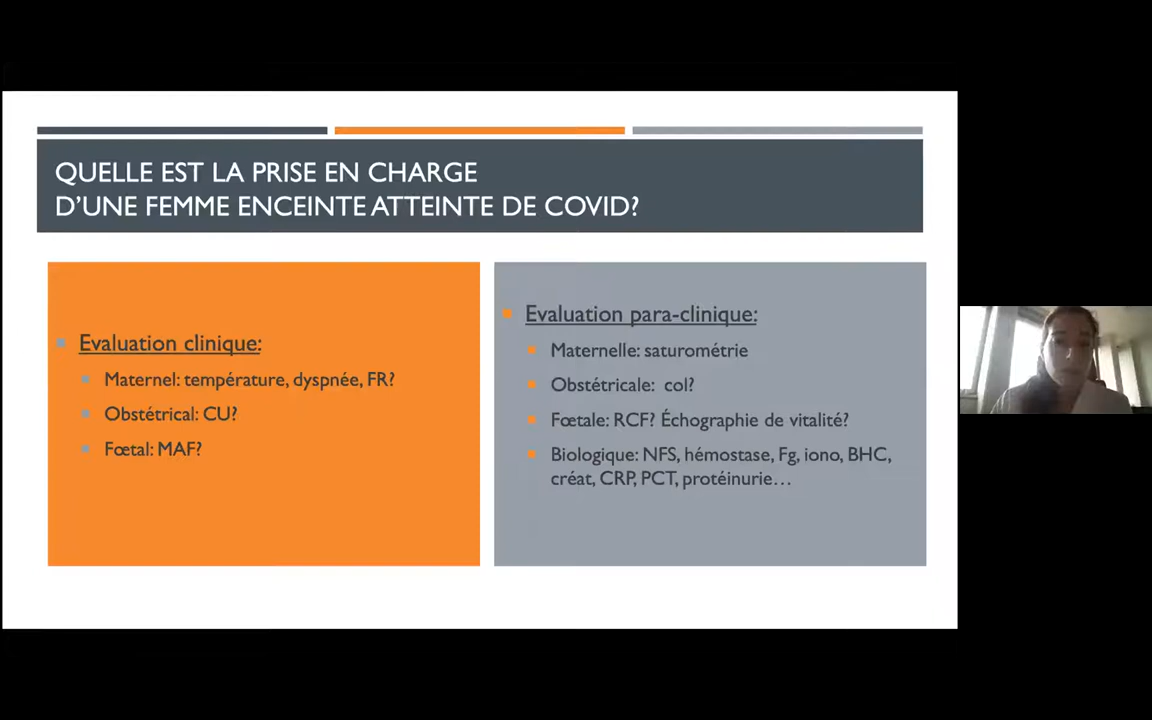 QUELLE EST LA PRISE EN CHARGE
D’UNE FEMME ENCEINTE ATTEINTE DE COVID?
Evaluation clinique:
Maternel: température, dyspnée, FR?
Obstétrical: CU?
Fœtal: MAF?
Evaluation para-clinique:
Maternelle: saturométrie
Obstétricale:  col?
Fœtale: RCF? Échographie de vitalité?
Biologique: NFS, hémostase, Fg, iono, BHC,
créat, CRP, PCT, protéinurie…